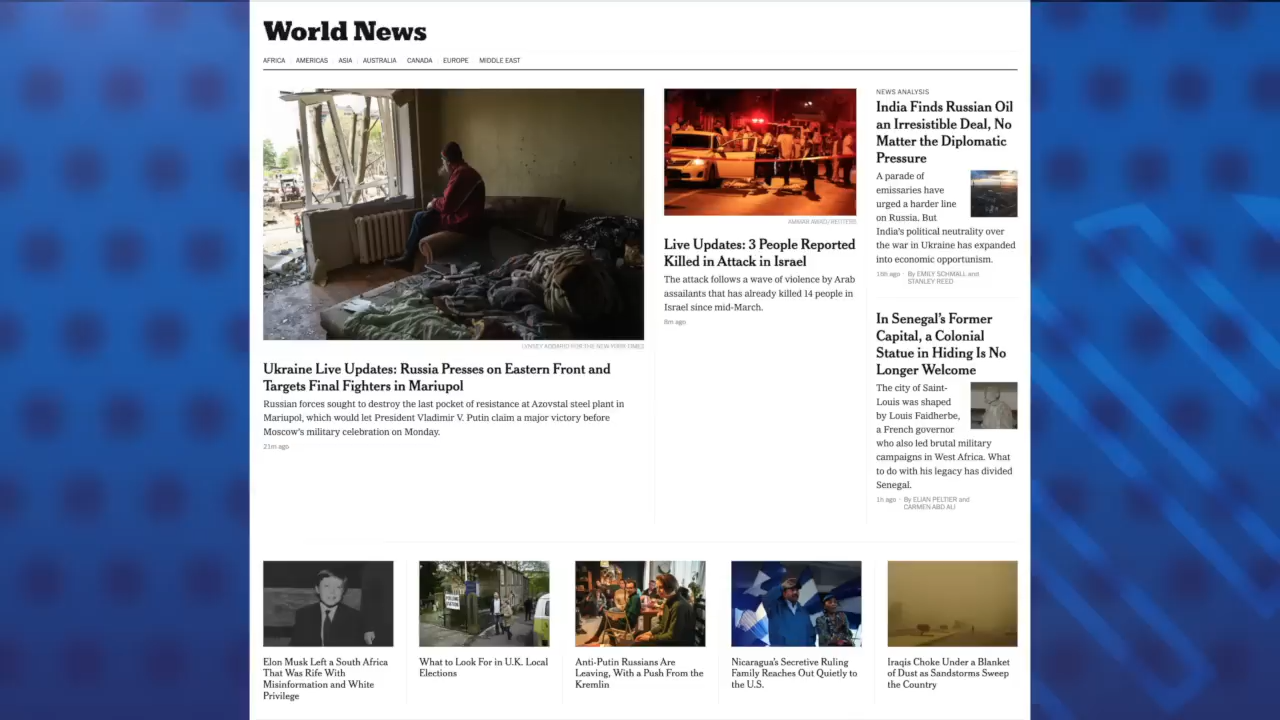 World News
AFRICA
AMERICAS
ASIA
AUSTRALIA
CANADA
EUROPE
MIDDLE EAST
LYNSEY ADDARIO FOR THE NEW YORK TIMES
Ukraine Live Updates: Russia Presses on Eastern Front and
Targets Final Fighters in Mariupol
Russian forces sought to destroy the last pocket of resistance at Azovstal steel plant in
Mariupol, which would let President Vladimir V. Putin claim a major victory before
Moscow's military celebration on Monday.
21m ago
AMMAR AWAD/REUTERS
Live Updates: 3 People Reported
Killed in Attack in Israel
The attack follows a wave of violence by Arab
assailants that has already killed 14 people in
Israel since mid-March.
8m ago
NEWS ANALYSIS
India Finds Russian Oil
an Irresistible Deal, No
Matter the Diplomatic
Pressure
A parade of
emissaries have
urged a harder line
on Russia. But
India's political neutrality over
the war in Ukraine has expanded
into economic opportunism.
18h ago · By EMILY SCHMALL and
STANLEY REED
In Senegal's Former
Capital, a Colonial
Statue in Hiding Is No
Longer Welcome
The city of Saint-
Louis was shaped
by Louis Faidherbe,
a French governor
who also led brutal military
campaigns in West Africa. What
to do with his legacy has divided
Senegal.
1h ago · By ELIAN PELTIER and
CARMEN ABD ALI
POLLING
STATION
Elon Musk Left a South Africa
That Was Rife With
Misinformation and White
Privilege
What to Look For in U.K. Local
Elections
Anti-Putin Russians Are
Leaving, With a Push From the
Kremlin
Nicaragua's Secretive Ruling
Family Reaches Out Quietly to
the U.S.
Iraqis Choke Under a Blanket
of Dust as Sandstorms Sweep
the Country